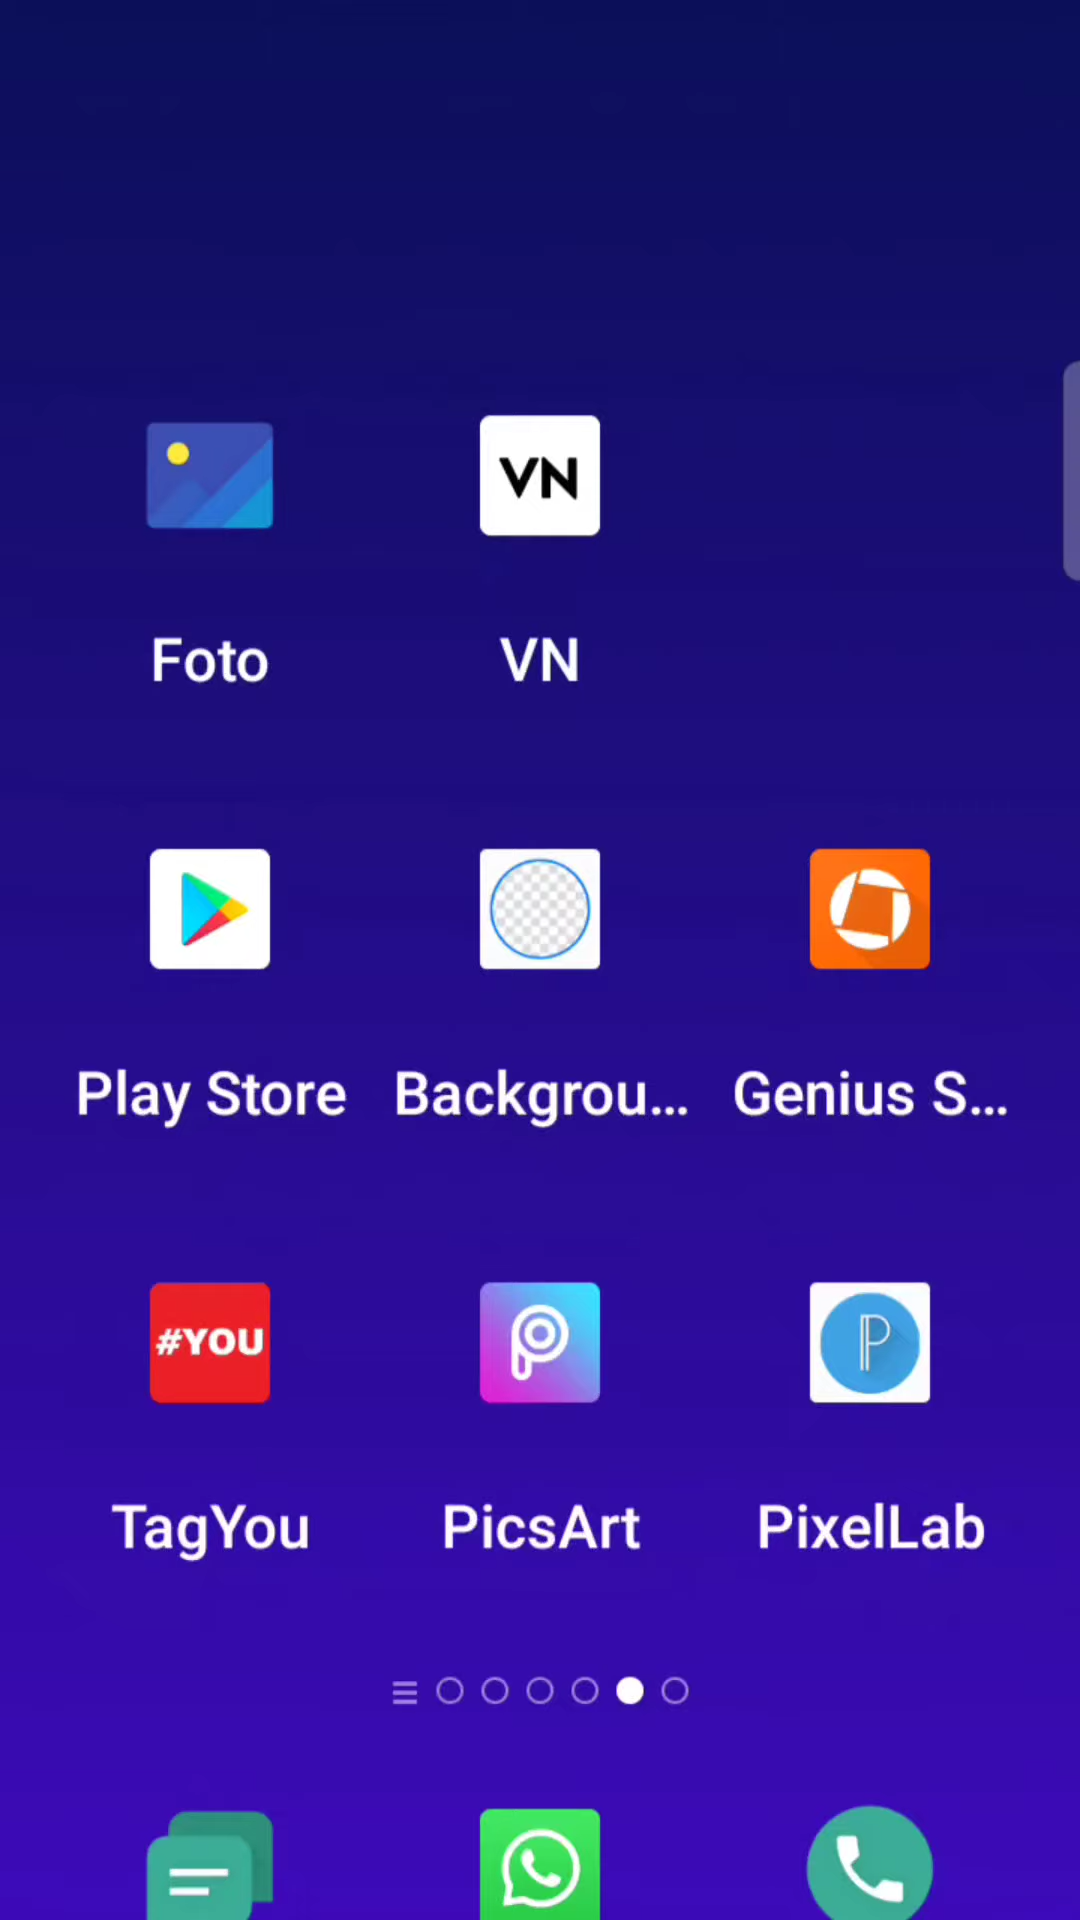 VN
Foto
VN
Play Store
Backgrou...
Genius S...
#YOU
TagYou
PicsArt
PixelLab